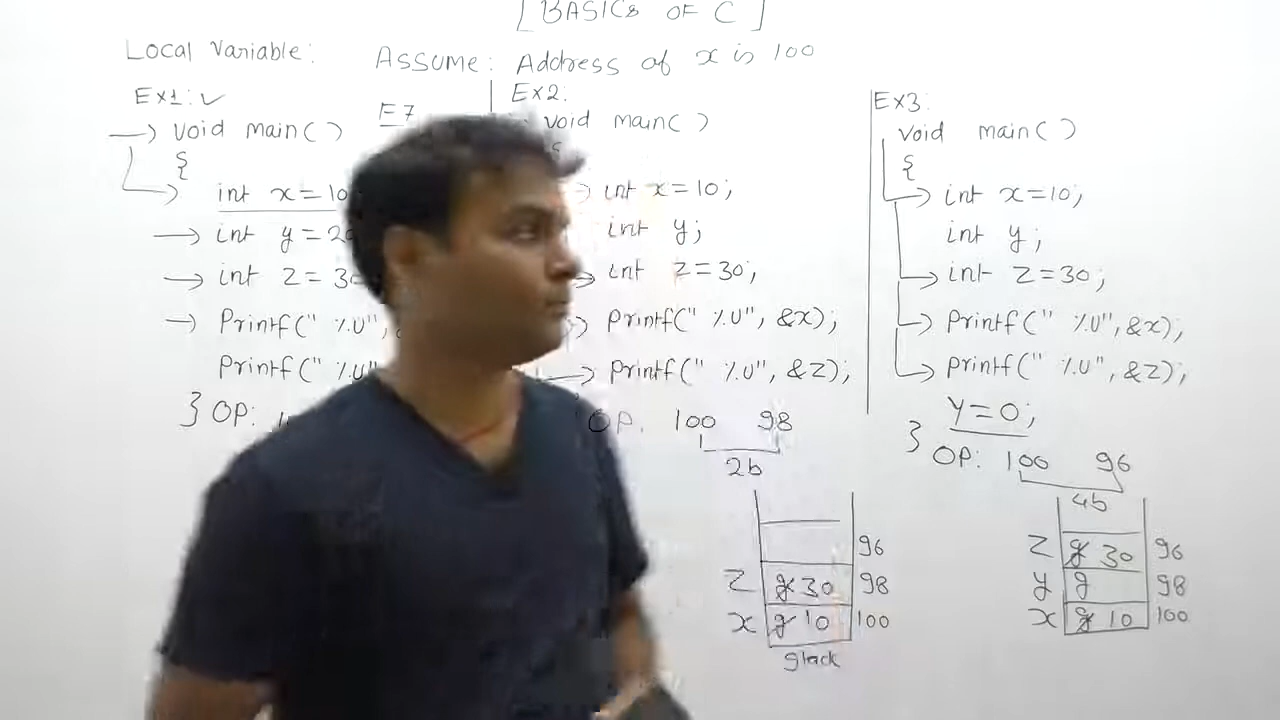 [ BASICS OF C ]
Local Variable:
Assume: Address of x is 100
Ex1: ✓
void main( )
{
int x = 10
int y = 2
int z = 3
Printf(" %u",
Printf(" %u"
} OP:
E7
Ex2:
void main( )
int x = 10;
int y;
int z = 30;
Printf(" %u", &x);
Printf(" %u", &z);
OP. 100 98
2b
96
z g 30 98
x g 10 100
stack
Ex3:
void main( )
{
int x = 10;
int y;
int z = 30;
Printf(" %u", &x);
Printf(" %u", &z);
Y = 0;
} OP: 100 96
4b
z g 30 96
y g 98
x g 10 100